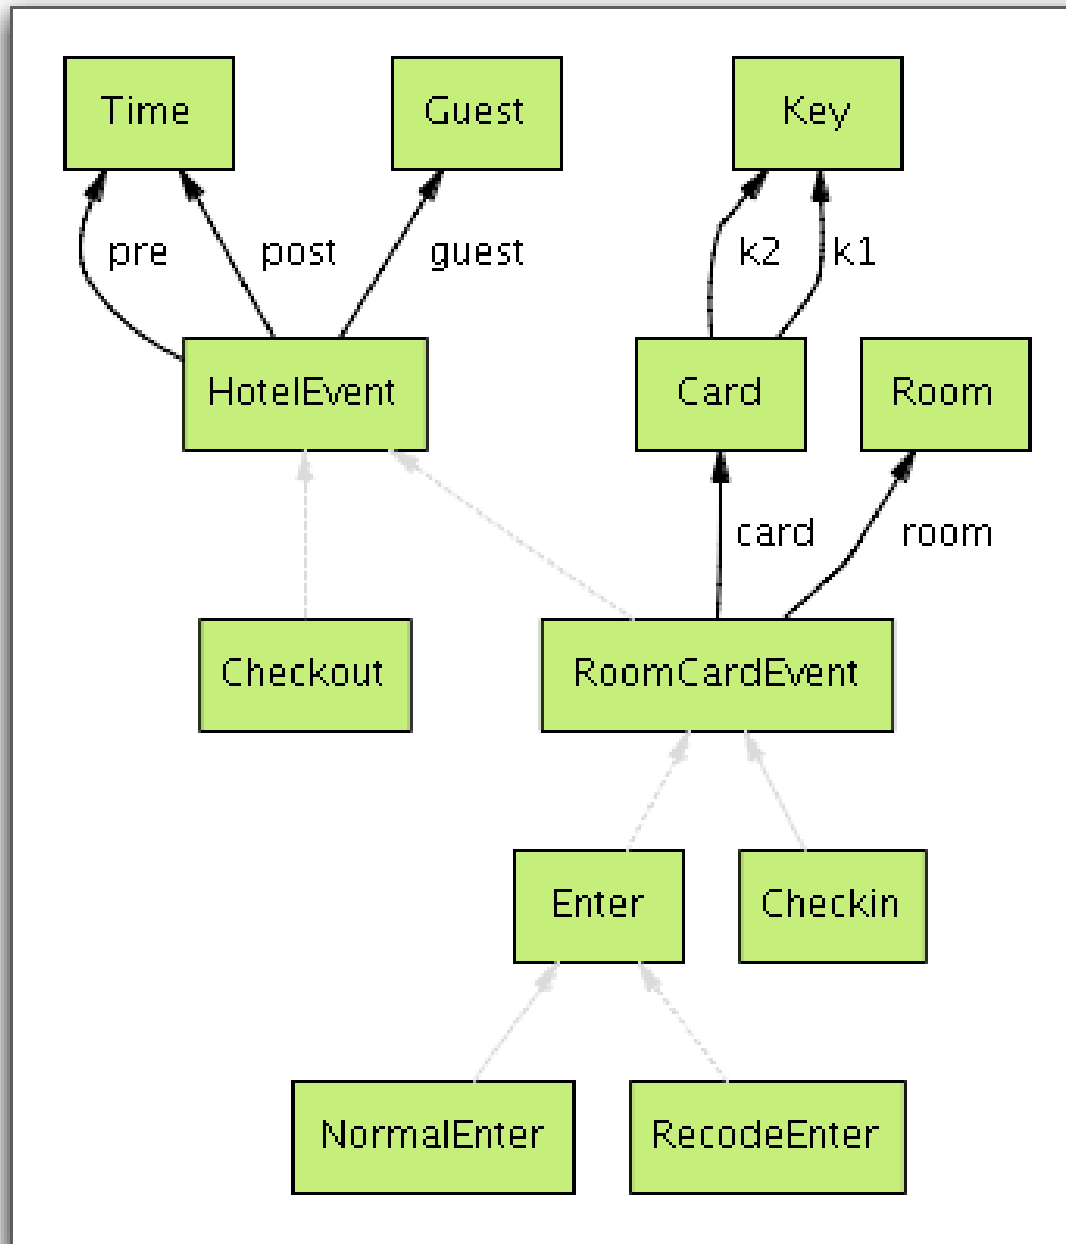 Time
Guest
Key
pre
post
guest
k2
k1
HotelEvent
Card
Room
card
room
Checkout
RoomCardEvent
Enter
Checkin
NormalEnter
RecodeEnter